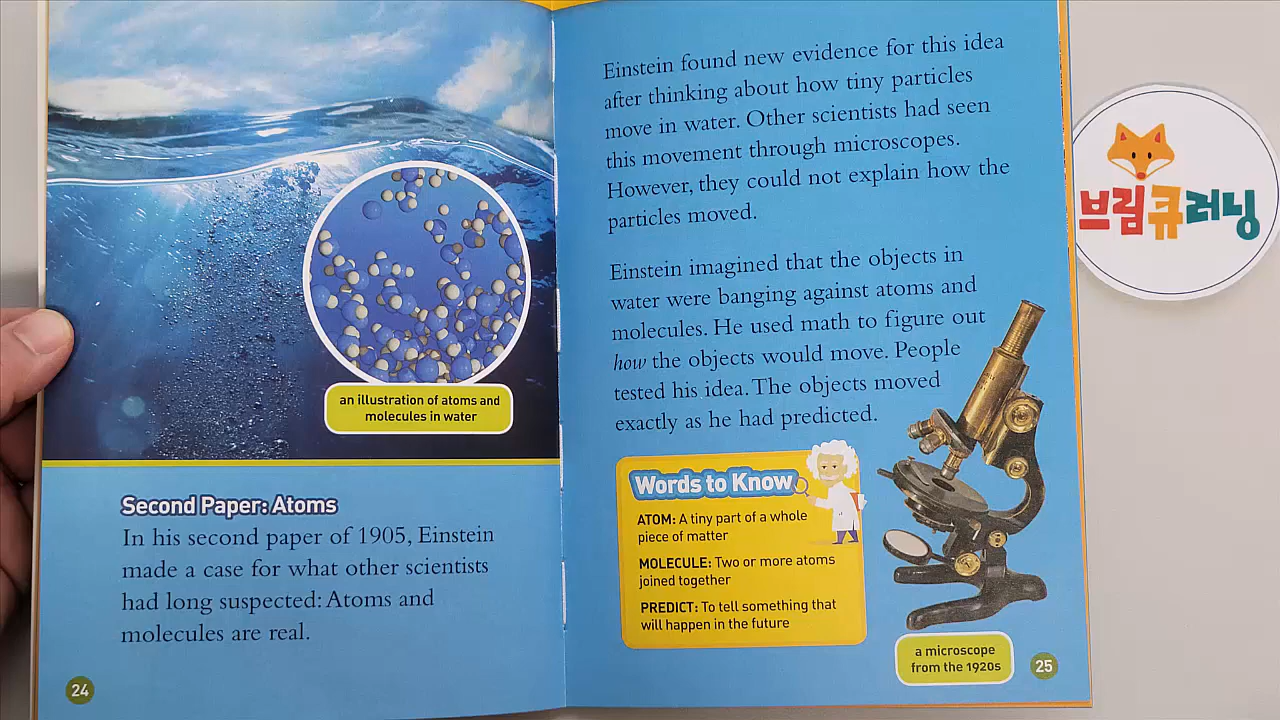 an illustration of atoms and
molecules in water
Second Paper: Atoms
In his second paper of 1905, Einstein
made a case for what other scientists
had long suspected: Atoms and
molecules are real.
24
Einstein found new evidence for this idea
after thinking about how tiny particles
move in water. Other scientists had seen
this movement through microscopes.
However, they could not explain how the
particles moved.
Einstein imagined that the objects in
water were banging against atoms and
molecules. He used math to figure out
how the objects would move. People
tested his idea. The objects moved
exactly as he had predicted.
Words to Know
ATOM: A tiny part of a whole
piece of matter
MOLECULE: Two or more atoms
joined together
PREDICT: To tell something that
will happen in the future
a microscope
from the 1920s
25
브림큐러닝